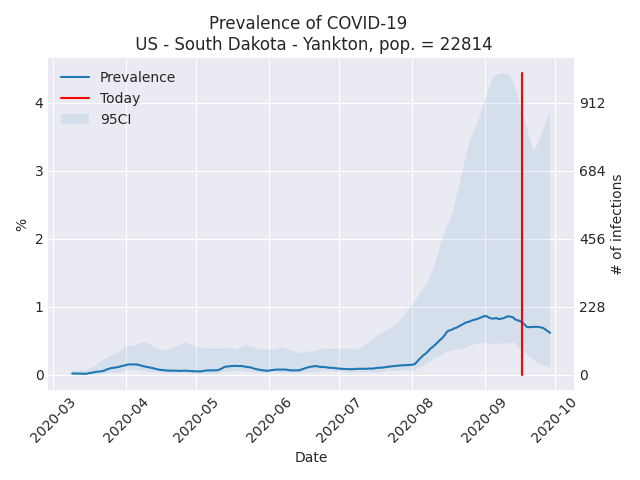 Prevalence of COVID-19
US - South Dakota - Yankton, pop. = 22814
Prevalence
Today
95CI
4
3
2
1
0
%
912
684
456
228
0
# of infections
2020-03
2020-04
2020-05
2020-06
2020-07
2020-08
2020-09
2020-10
Date